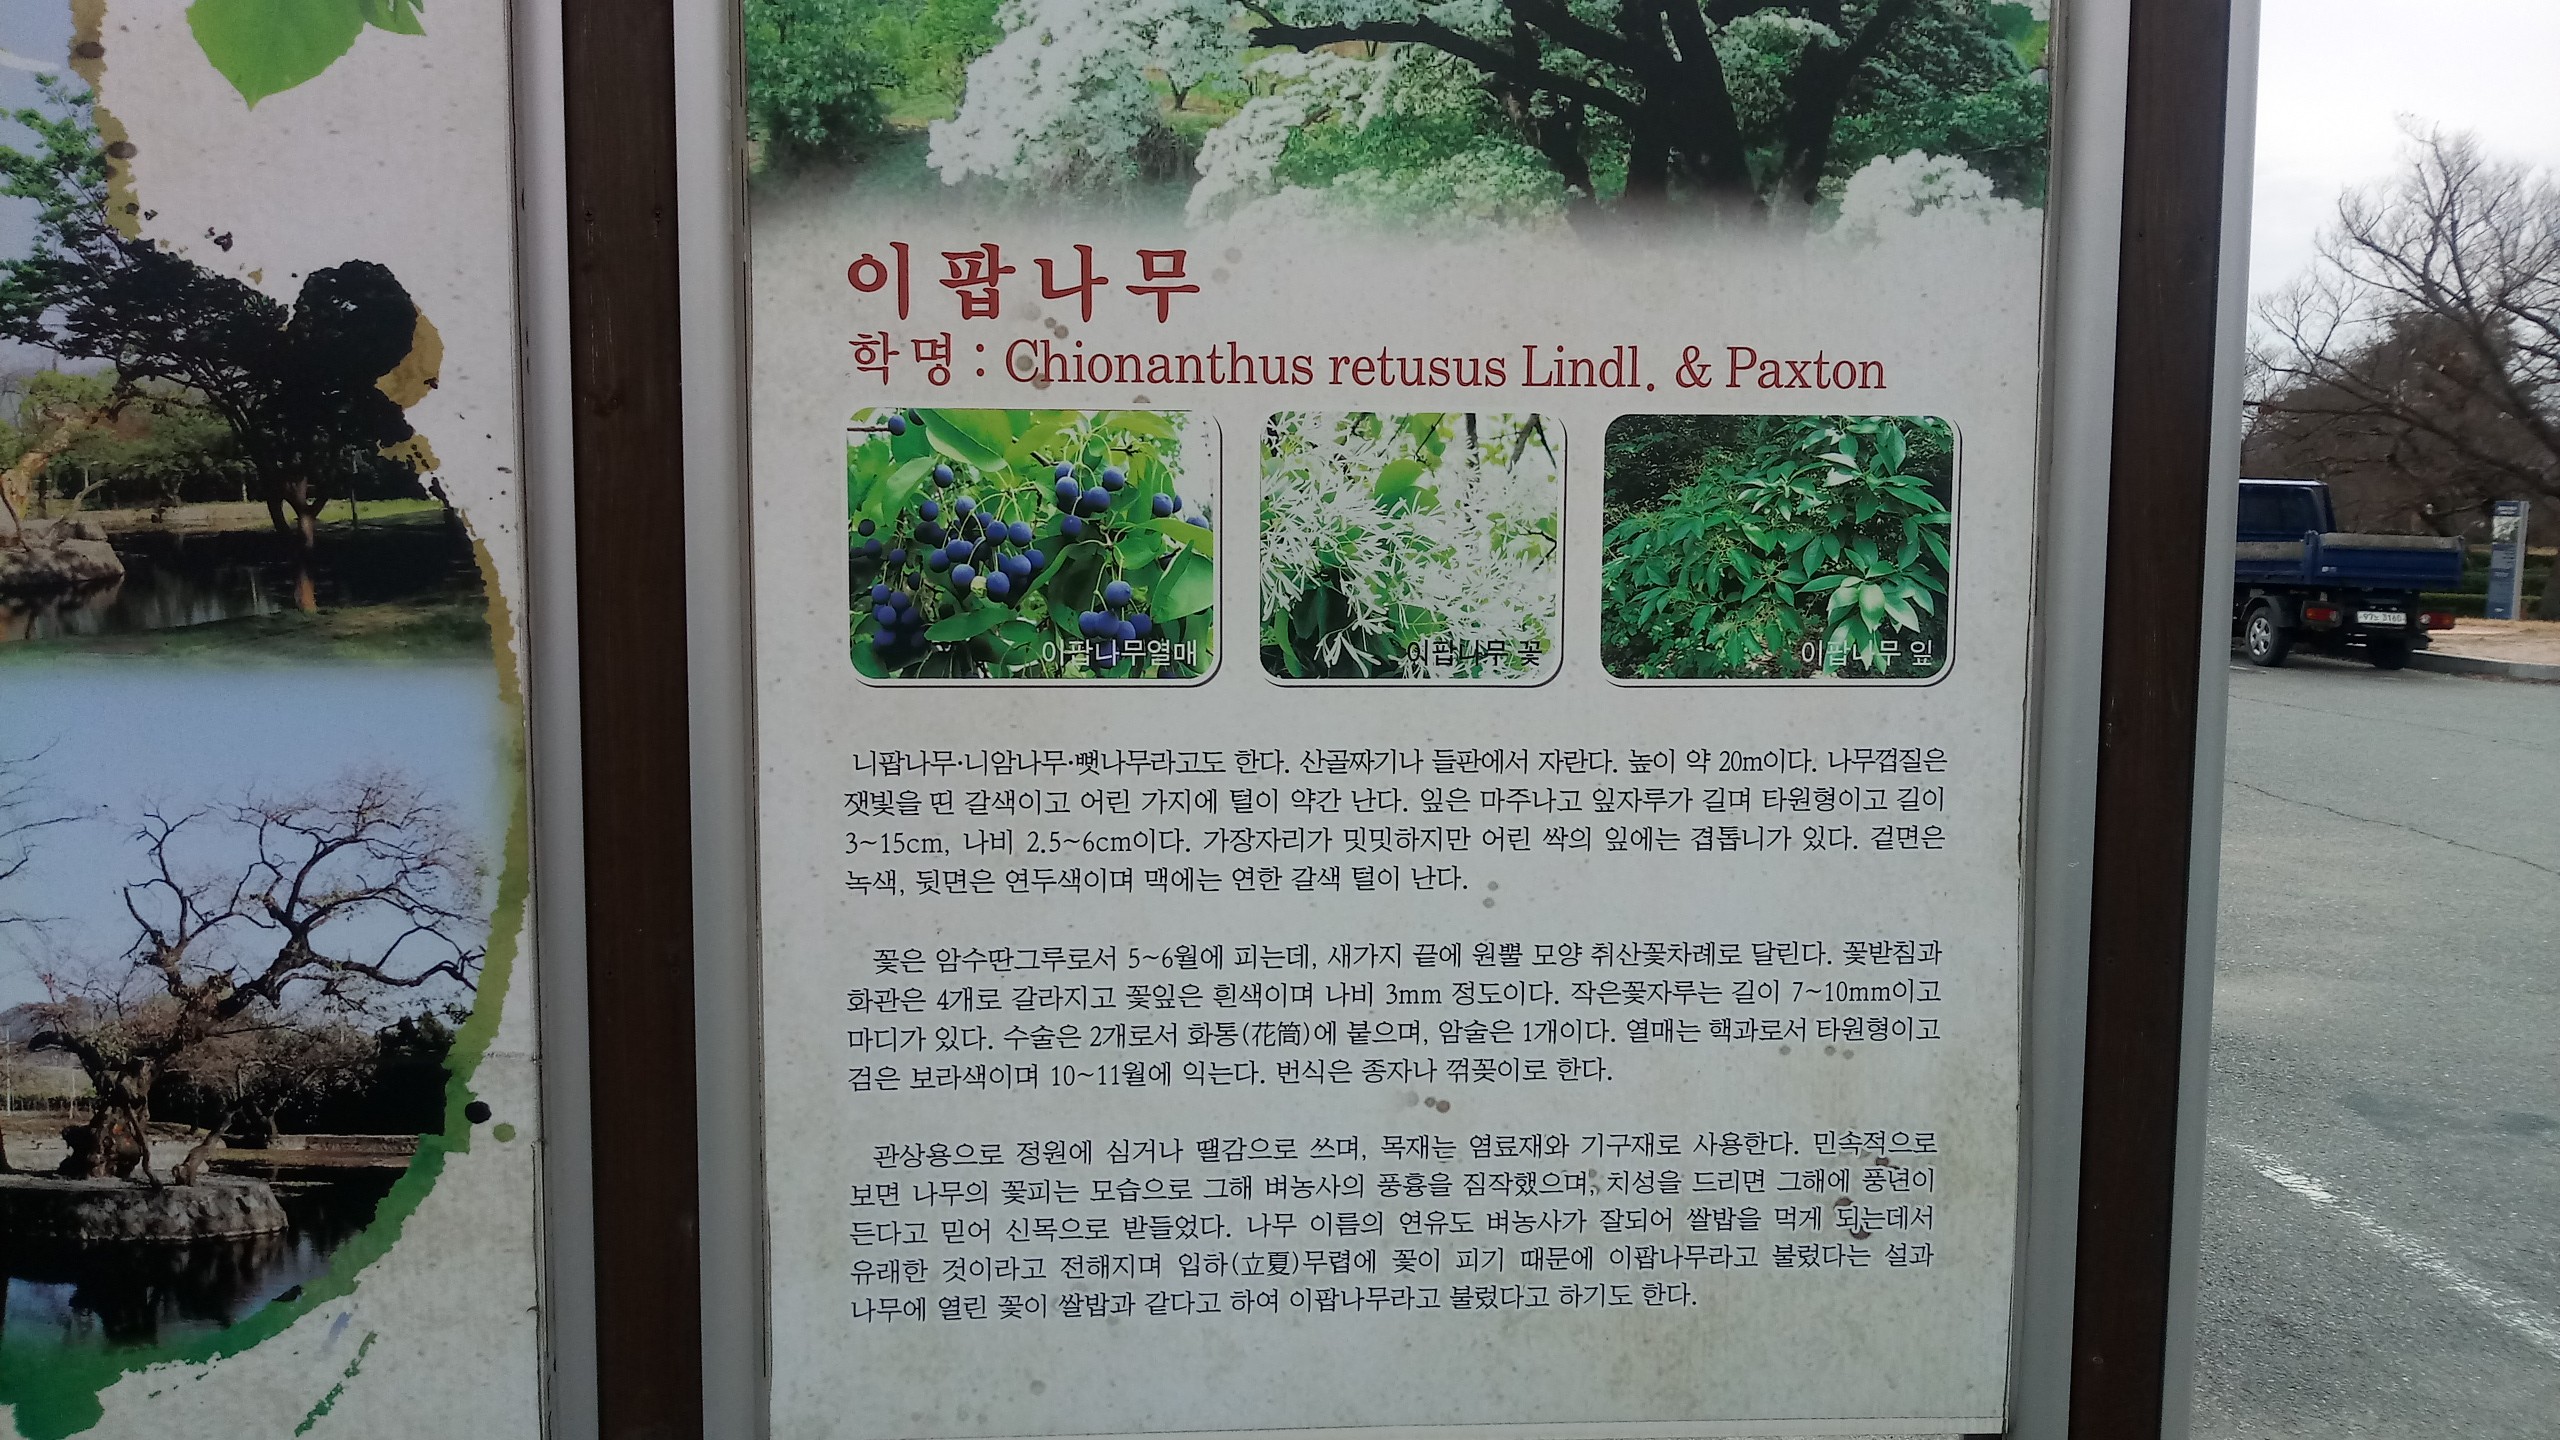 이팝나무
학명 : Chionanthus retusus Lindl. & Paxton
이팝나무열매
이팝나무 꽃
이팝나무 잎
니팝나무·니암나무·뻣나무라고도 한다. 산골짜기나 들판에서 자란다. 높이 약 20m이다. 나무껍질은
잿빛을 띤 갈색이고 어린 가지에 털이 약간 난다. 잎은 마주나고 잎자루가 길며 타원형이고 길이
3~15cm, 나비 2.5~6cm이다. 가장자리가 밋밋하지만 어린 싹의 잎에는 겹톱니가 있다. 겉면은
녹색, 뒷면은 연두색이며 맥에는 연한 갈색 털이 난다.
꽃은 암수딴그루로서 5~6월에 피는데, 새가지 끝에 원뿔 모양 취산꽃차례로 달린다. 꽃받침과
화관은 4개로 갈라지고 꽃잎은 흰색이며 나비 3mm 정도이다. 작은꽃자루는 길이 7~10mm이고
마디가 있다. 수술은 2개로서 화통(花筒)에 붙으며, 암술은 1개이다. 열매는 핵과로서 타원형이고
검은 보라색이며 10~11월에 익는다. 번식은 종자나 꺾꽂이로 한다.
관상용으로 정원에 심거나 땔감으로 쓰며, 목재는 염료재와 기구재로 사용한다. 민속적으로
보면 나무의 꽃피는 모습으로 그해 벼농사의 풍흉을 짐작했으며, 치성을 드리면 그해에 풍년이
든다고 믿어 신목으로 받들었다. 나무 이름의 연유도 벼농사가 잘되어 쌀밥을 먹게 되는데서
유래한 것이라고 전해지며 입하(立夏)무렵에 꽃이 피기 때문에 이팝나무라고 불렀다는 설과
나무에 열린 꽃이 쌀밥과 같다고 하여 이팝나무라고 불렀다고 하기도 한다.